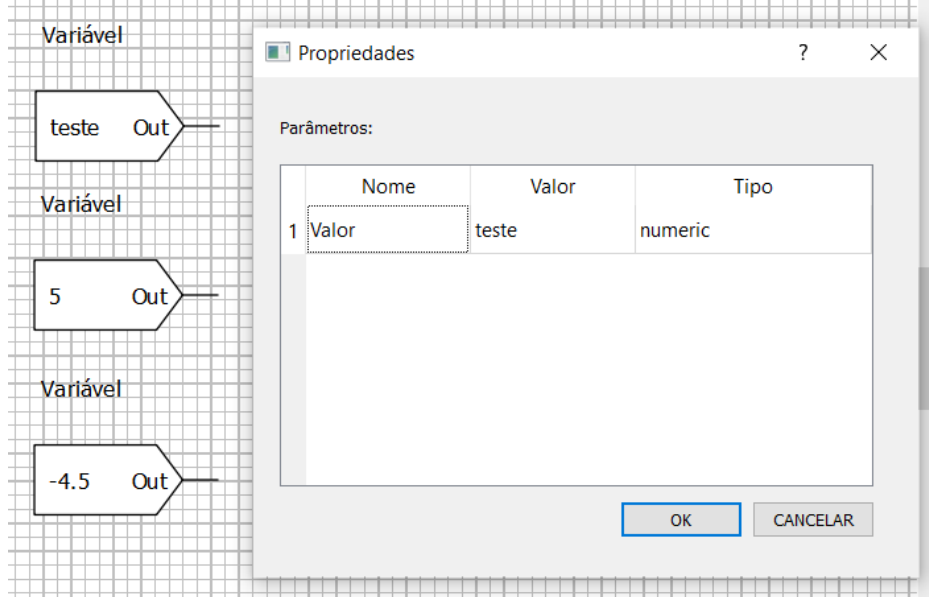 Variável
teste Out
Variável
5 Out
Variável
-4.5 Out
Propriedades ?
Parâmetros:
Nome Valor Tipo
1 Valor teste numeric
OK CANCELAR